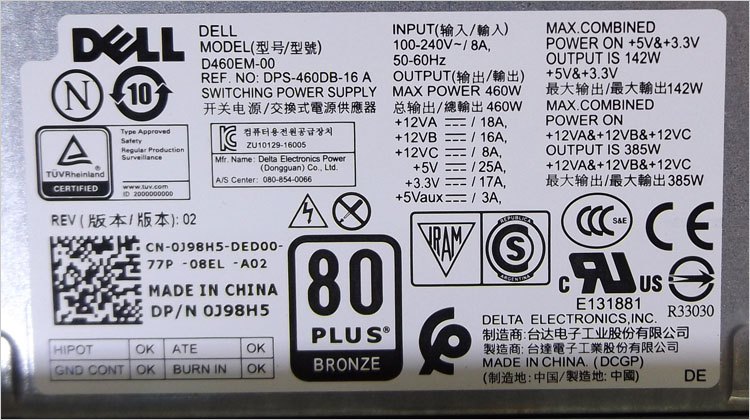 DELL
DELL
MODEL(型号/型號)
D460EM-00
REF. NO: DPS-460DB-16 A
SWITCHING POWER SUPPLY
开关电源/交換式電源供應器
N
10
TÜVRheinland
CERTIFIED
Type Approved
Safety
Regular Production
Surveillance
www.tuv.com
ID 2000000000
컴퓨터용전원공급장치
ZU10129-16005
Mfr. Name: Delta Electronics Power
(Dongguan) Co., Ltd.
A/S Center: 080-854-0066
REV (版本/版本): 02
CN-0J98H5-DED00-
77P -08EL -A02
MADE IN CHINA
DP/N 0J98H5
HIPOT OK ATE OK
GND CONT OK BURN IN OK
80
PLUS®
BRONZE
INPUT(输入/輸入)
100-240V~/ 8A,
50-60Hz
OUTPUT(输出/輸出)
MAX POWER 460W
总输出/總輸出 460W
+12VA ⎓ / 18A,
+12VB ⎓ / 16A,
+12VC ⎓ / 8A,
+5V ⎓ / 25A,
+3.3V ⎓ / 17A,
+5Vaux ⎓ / 3A,
MAX.COMBINED
POWER ON +5V&+3.3V
OUTPUT IS 142W
+5V&+3.3V
最大输出/最大輸出142W
MAX.COMBINED
POWER ON
+12VA&+12VB&+12VC
OUTPUT IS 385W
+12VA&+12VB&+12VC
最大输出/最大輸出385W
IRAM
REPUBLICA
S
ARGENTINA
CCC S&E
CE
c RU US
E131881
R33030
DELTA ELECTRONICS,INC.
制造商: 台达电子工业股份有限公司
製造商: 台達電子工業股份有限公司
MADE IN CHINA (DCGP)
(制造地: 中国/製造地: 中國)
DE